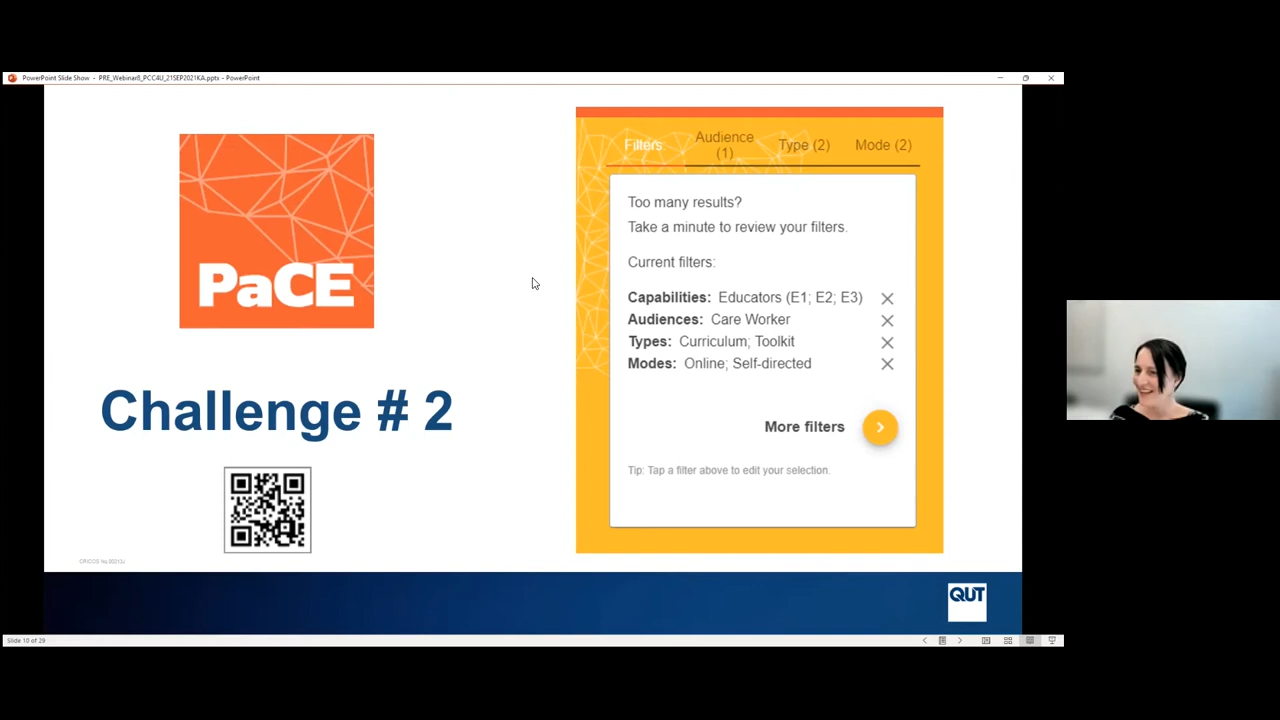 PowerPoint Slide Show - PRE_Webinar8_PCC4U_21SEP2021KA.pptx - PowerPoint
PaCE
Challenge # 2
Filters:
Audience (1)
Type (2)
Mode (2)
Too many results?
Take a minute to review your filters.
Current filters:
Capabilities: Educators (E1; E2; E3)
Audiences: Care Worker
Types: Curriculum; Toolkit
Modes: Online; Self-directed
More filters
Tip: Tap a filter above to edit your selection.
CRICOS No.00213J
QUT
Slide 10 of 29